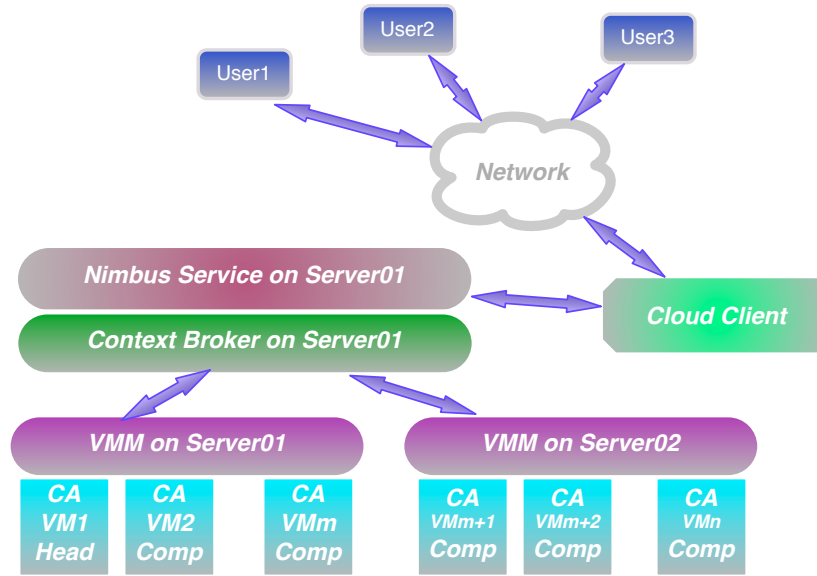 User1
User2
User3
Network
Nimbus Service on Server01
Cloud Client
Context Broker on Server01
VMM on Server01
VMM on Server02
CA
VM1
Head
CA
VM2
Comp
CA
VMm
Comp
CA
VMm+1
Comp
CA
VMm+2
Comp
CA
VMn
Comp